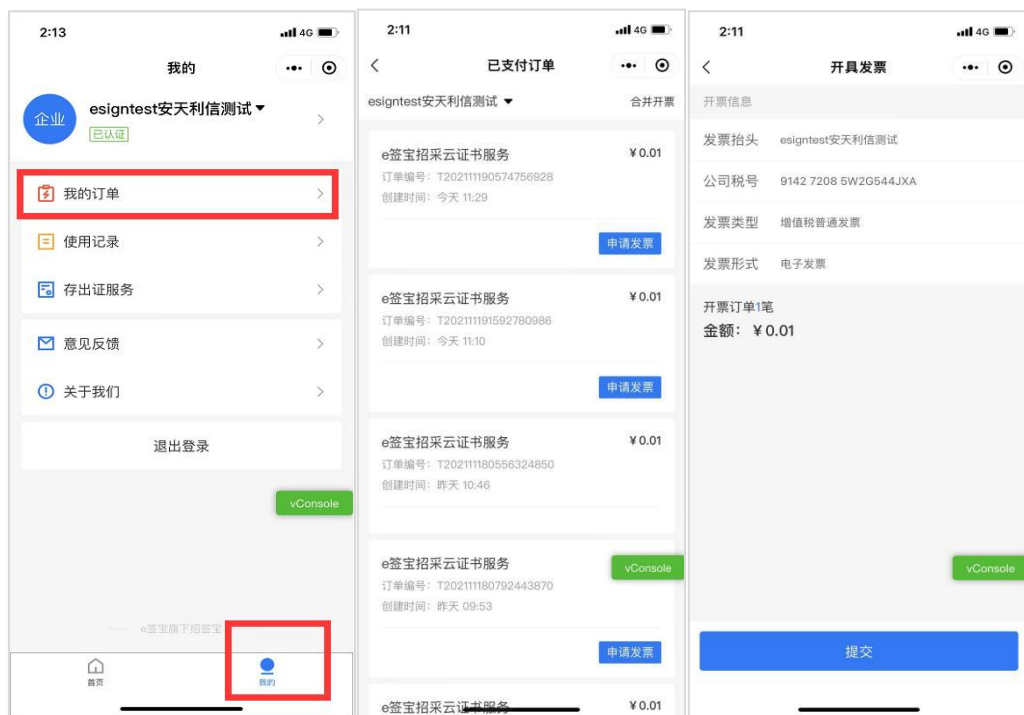 2:13
4G
我的
企业
esigntest安天利信测试
已认证
我的订单
使用记录
存出证服务
意见反馈
关于我们
退出登录
vConsole
e签宝旗下招签宝
首页
我的
2:11
4G
已支付订单
esigntest安天利信测试
合并开票
e签宝招采云证书服务
¥0.01
订单编号：T202111190574756928
创建时间：今天 11:29
申请发票
e签宝招采云证书服务
¥0.01
订单编号：T202111191592780986
创建时间：今天 11:10
申请发票
e签宝招采云证书服务
¥0.01
订单编号：T202111180556324850
创建时间：昨天 10:46
e签宝招采云证书服务
vConsole
订单编号：T202111180792443870
创建时间：昨天 09:53
申请发票
e签宝招采云证书服务
¥0.01
2:11
4G
开具发票
开票信息
发票抬头 esigntest安天利信测试
公司税号 9142 7208 5W2G544JXA
发票类型 增值税普通发票
发票形式 电子发票
开票订单1笔
金额：¥0.01
vConsole
提交